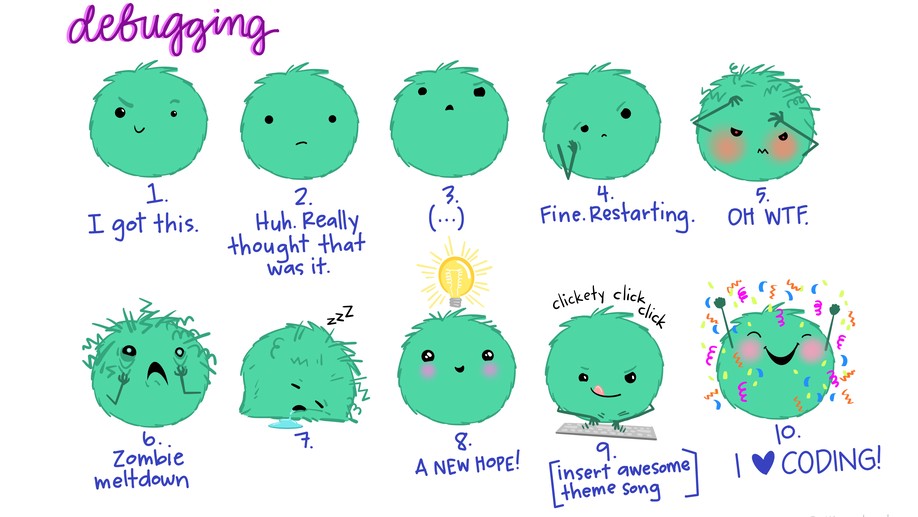 debugging
1.
I got this.
2.
Huh. Really
thought that
was it.
3.
(...)
4.
Fine. Restarting.
5.
OH WTF.
6.
Zombie
meltdown
zzZ
7.
8.
A NEW HOPE!
clickety click
click
9.
[insert awesome
theme song]
10.
I ♥ CODING!